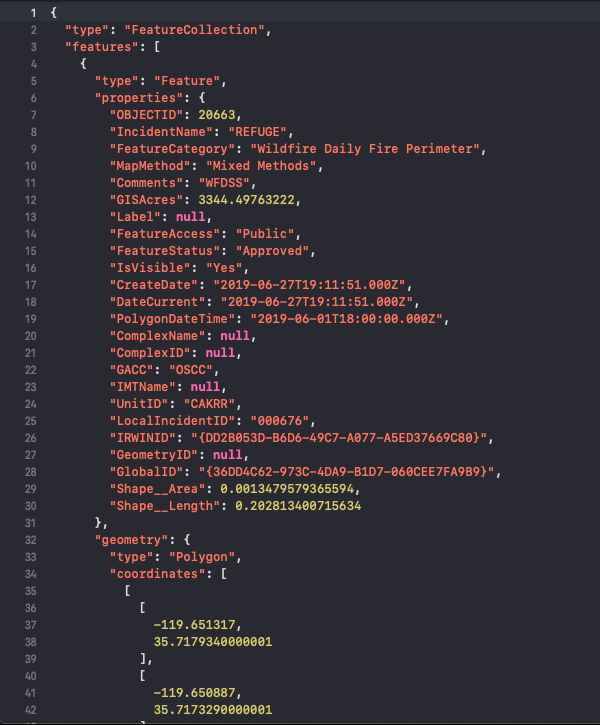 1 {
2 "type": "FeatureCollection",
3 "features": [
4 {
5 "type": "Feature",
6 "properties": {
7 "OBJECTID": 20663,
8 "IncidentName": "REFUGE",
9 "FeatureCategory": "Wildfire Daily Fire Perimeter",
10 "MapMethod": "Mixed Methods",
11 "Comments": "WFDSS",
12 "GISAcres": 3344.49763222,
13 "Label": null,
14 "FeatureAccess": "Public",
15 "FeatureStatus": "Approved",
16 "IsVisible": "Yes",
17 "CreateDate": "2019-06-27T19:11:51.000Z",
18 "DateCurrent": "2019-06-27T19:11:51.000Z",
19 "PolygonDateTime": "2019-06-01T18:00:00.000Z",
20 "ComplexName": null,
21 "ComplexID": null,
22 "GACC": "OSCC",
23 "IMTName": null,
24 "UnitID": "CAKRR",
25 "LocalIncidentID": "000676",
26 "IRWINID": "{DD2B053D-B6D6-49C7-A077-A5ED37669C80}",
27 "GeometryID": null,
28 "GlobalID": "{36DD4C62-973C-4DA9-B1D7-060CEE7FA9B9}",
29 "Shape__Area": 0.0013479579365594,
30 "Shape__Length": 0.202813400715634
31 },
32 "geometry": {
33 "type": "Polygon",
34 "coordinates": [
35 [
36 [
37 -119.651317,
38 35.7179340000001
39 ],
40 [
41 -119.650887,
42 35.7173290000001